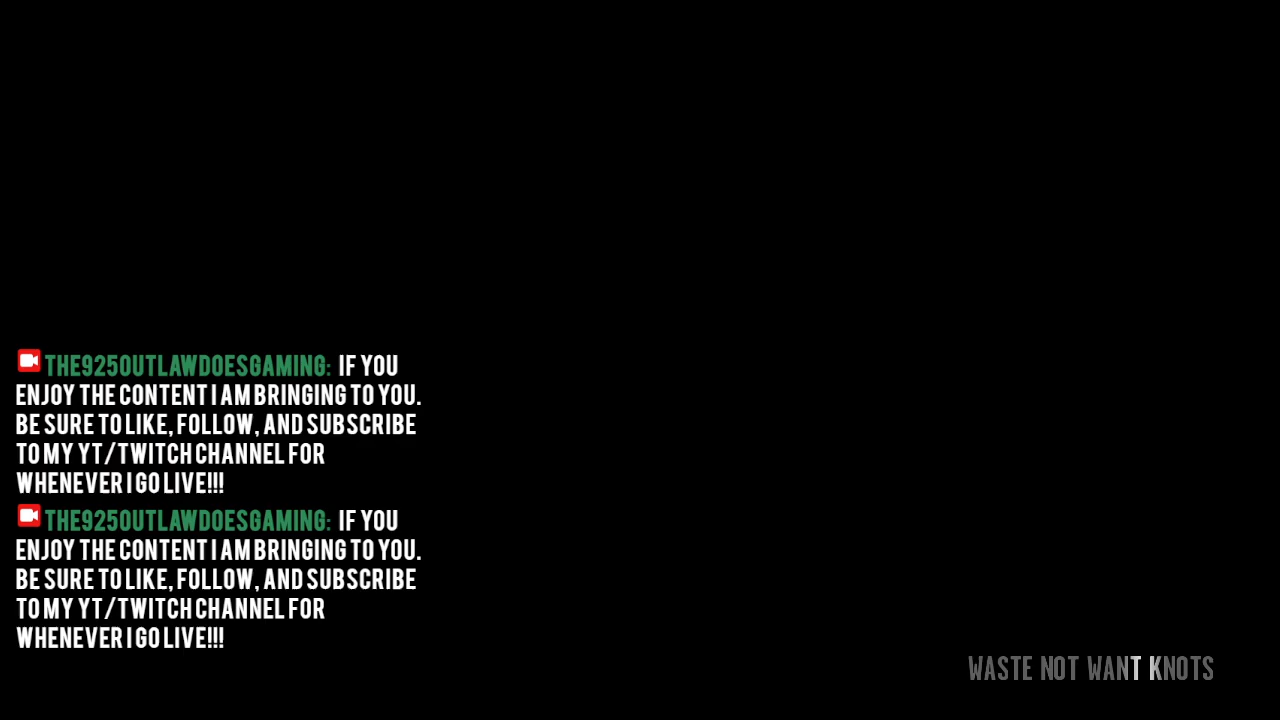 THE925OUTLAWDOESGAMING: IF YOU
ENJOY THE CONTENT I AM BRINGING TO YOU.
BE SURE TO LIKE, FOLLOW, AND SUBSCRIBE
TO MY YT/TWITCH CHANNEL FOR
WHENEVER I GO LIVE!!!
THE925OUTLAWDOESGAMING: IF YOU
ENJOY THE CONTENT I AM BRINGING TO YOU.
BE SURE TO LIKE, FOLLOW, AND SUBSCRIBE
TO MY YT/TWITCH CHANNEL FOR
WHENEVER I GO LIVE!!!
WASTE NOT WANT KNOTS